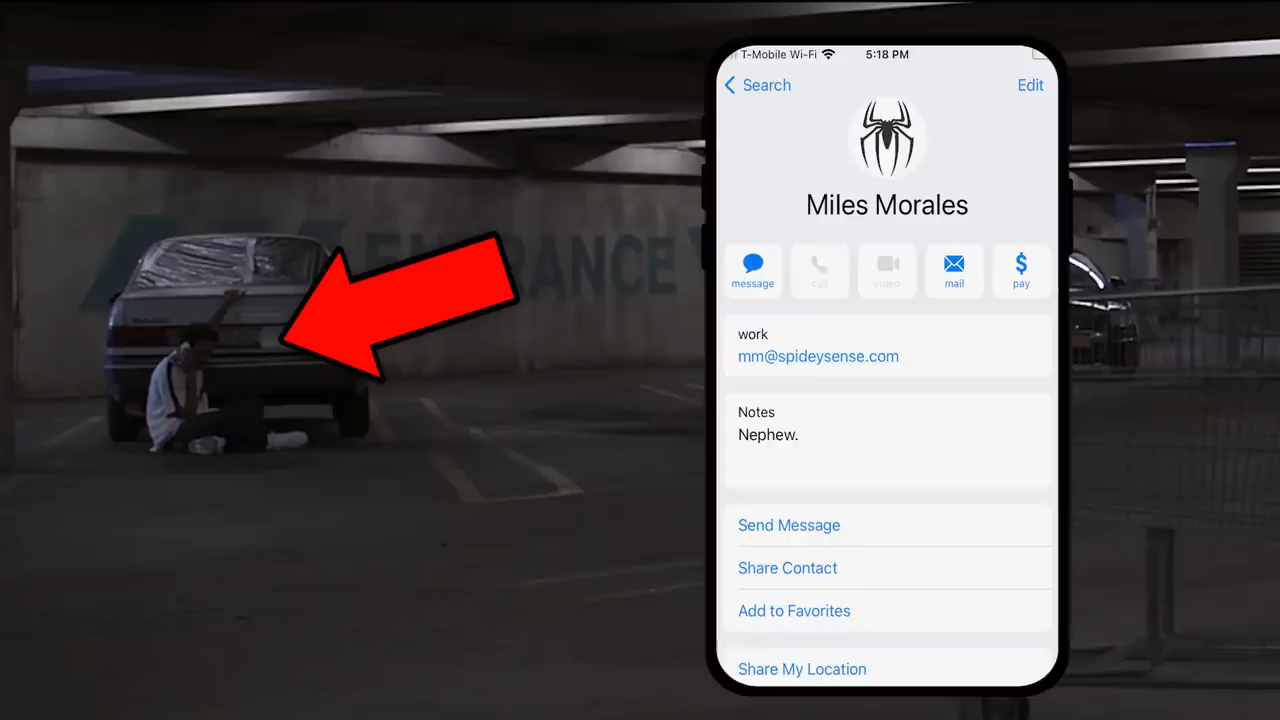 T-Mobile Wi-Fi 5:18 PM
Search Edit
Miles Morales
message call video mail pay
work
mm@spideysense.com
Notes
Nephew.
Send Message
Share Contact
Add to Favorites
Share My Location